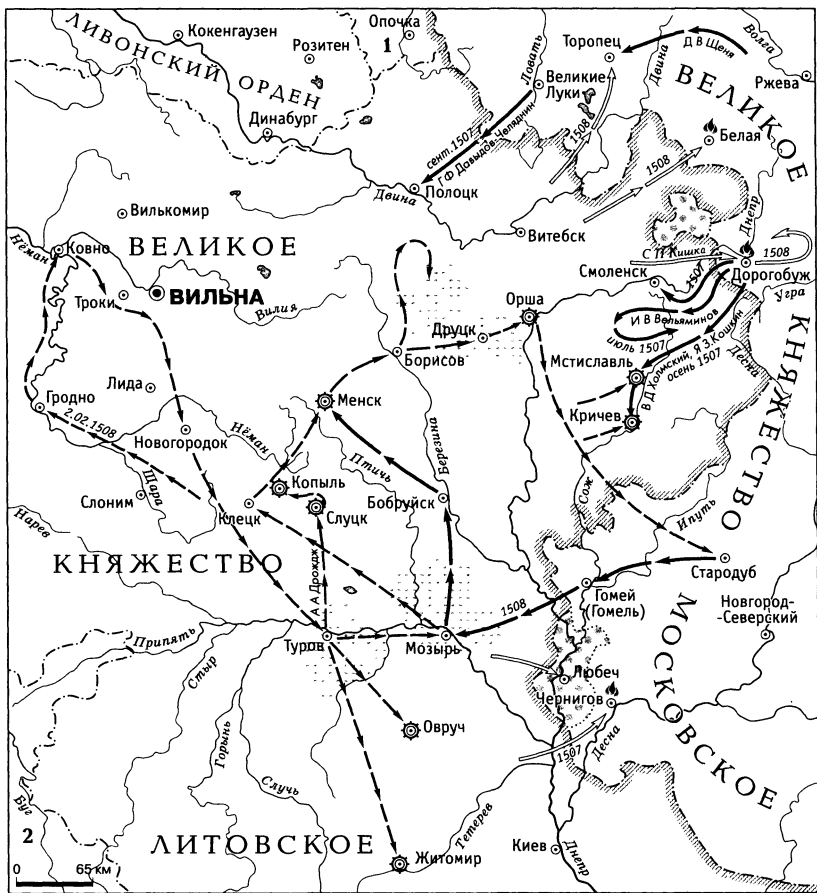 Опочка
1
Кокенгаузен
ЛИВОНСКИЙ ОРДЕН
Розитен
Динабург
Торопец
Д В Щеня
Волга
Ржева
Ловать
Великие
Луки
Двина
1508
Белая
1508
сент. 1507
Г Ф Давыдов-Челяднин
Полоцк
Двина
Витебск
Днепр
С П Кишка
1508
Дорогобуж
Угра
Смоленск
1507
И В Вельяминов
июль 1507
В Д Холмский, Я З. Кошкин
осень 1507
Десна
Вилькомир
ВЕЛИКОЕ
Нёман
Ковно
Троки
ВИЛЬНА
Вилия
Орша
Друцк
Борисов
Мстиславль
Кричев
Лида
Гродно
2.02.1508
Менск
Новогородок
Нёман
Птичь
Березина
Сож
Щара
Слоним
Клецк
Копыль
Слуцк
Бобруйск
Ипуть
Нарев
КНЯЖЕСТВО
А А Дрождж
Стародуб
Гомей
(Гомель)
1508
Новгород-
-Северский
Припять
Туров
Мозырь
Стыр
Любеч
Чернигов
Горынь
Овруч
1507
Десна
Случь
Буг
2
ЛИТОВСКОЕ
Тетерев
Житомир
Киев
Днепр
0 65 км
ВЕЛИКОЕ
КНЯЖЕСТВО
МОСКОВСКОЕ